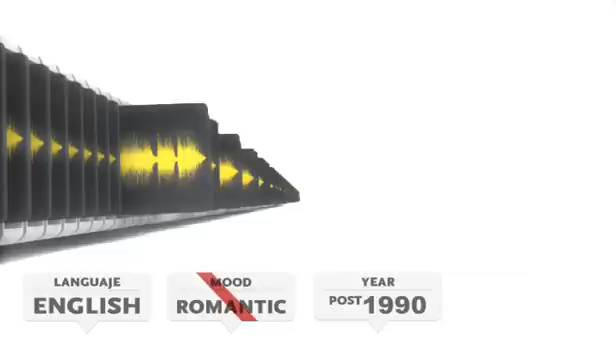 LANGUAJE
ENGLISH
MOOD
ROMANTIC
YEAR
POST 1990